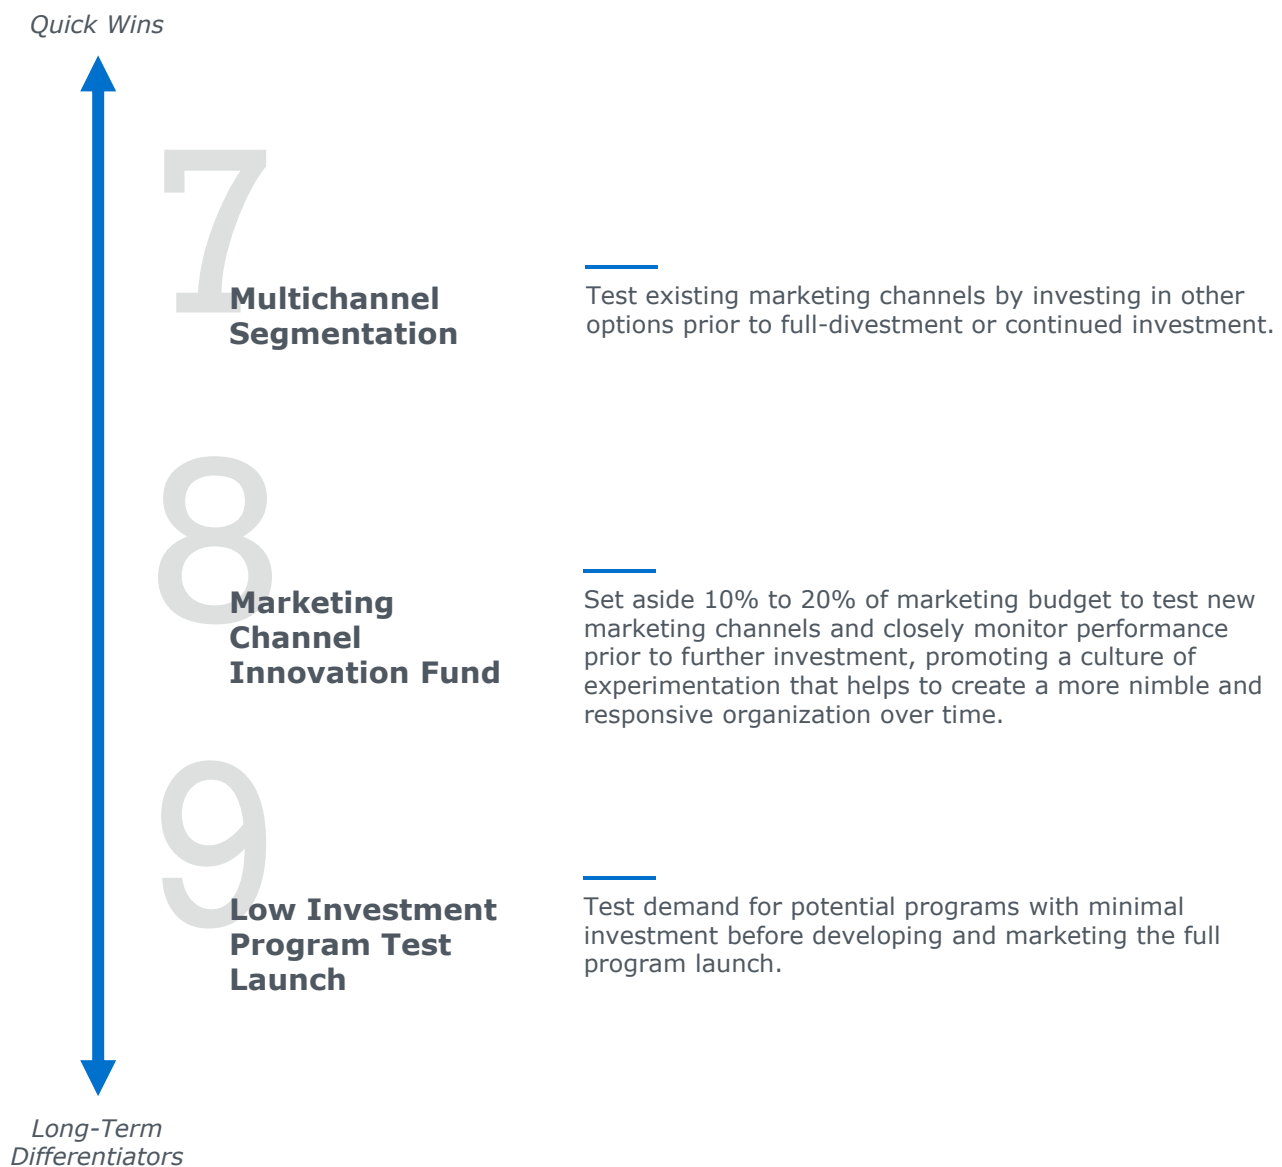 Quick Wins
7
Multichannel
Segmentation
Test existing marketing channels by investing in other
options prior to full-divestment or continued investment.
8
Marketing
Channel
Innovation Fund
Set aside 10% to 20% of marketing budget to test new
marketing channels and closely monitor performance
prior to further investment, promoting a culture of
experimentation that helps to create a more nimble and
responsive organization over time.
9
Low Investment
Program Test
Launch
Test demand for potential programs with minimal
investment before developing and marketing the full
program launch.
Long-Term
Differentiators